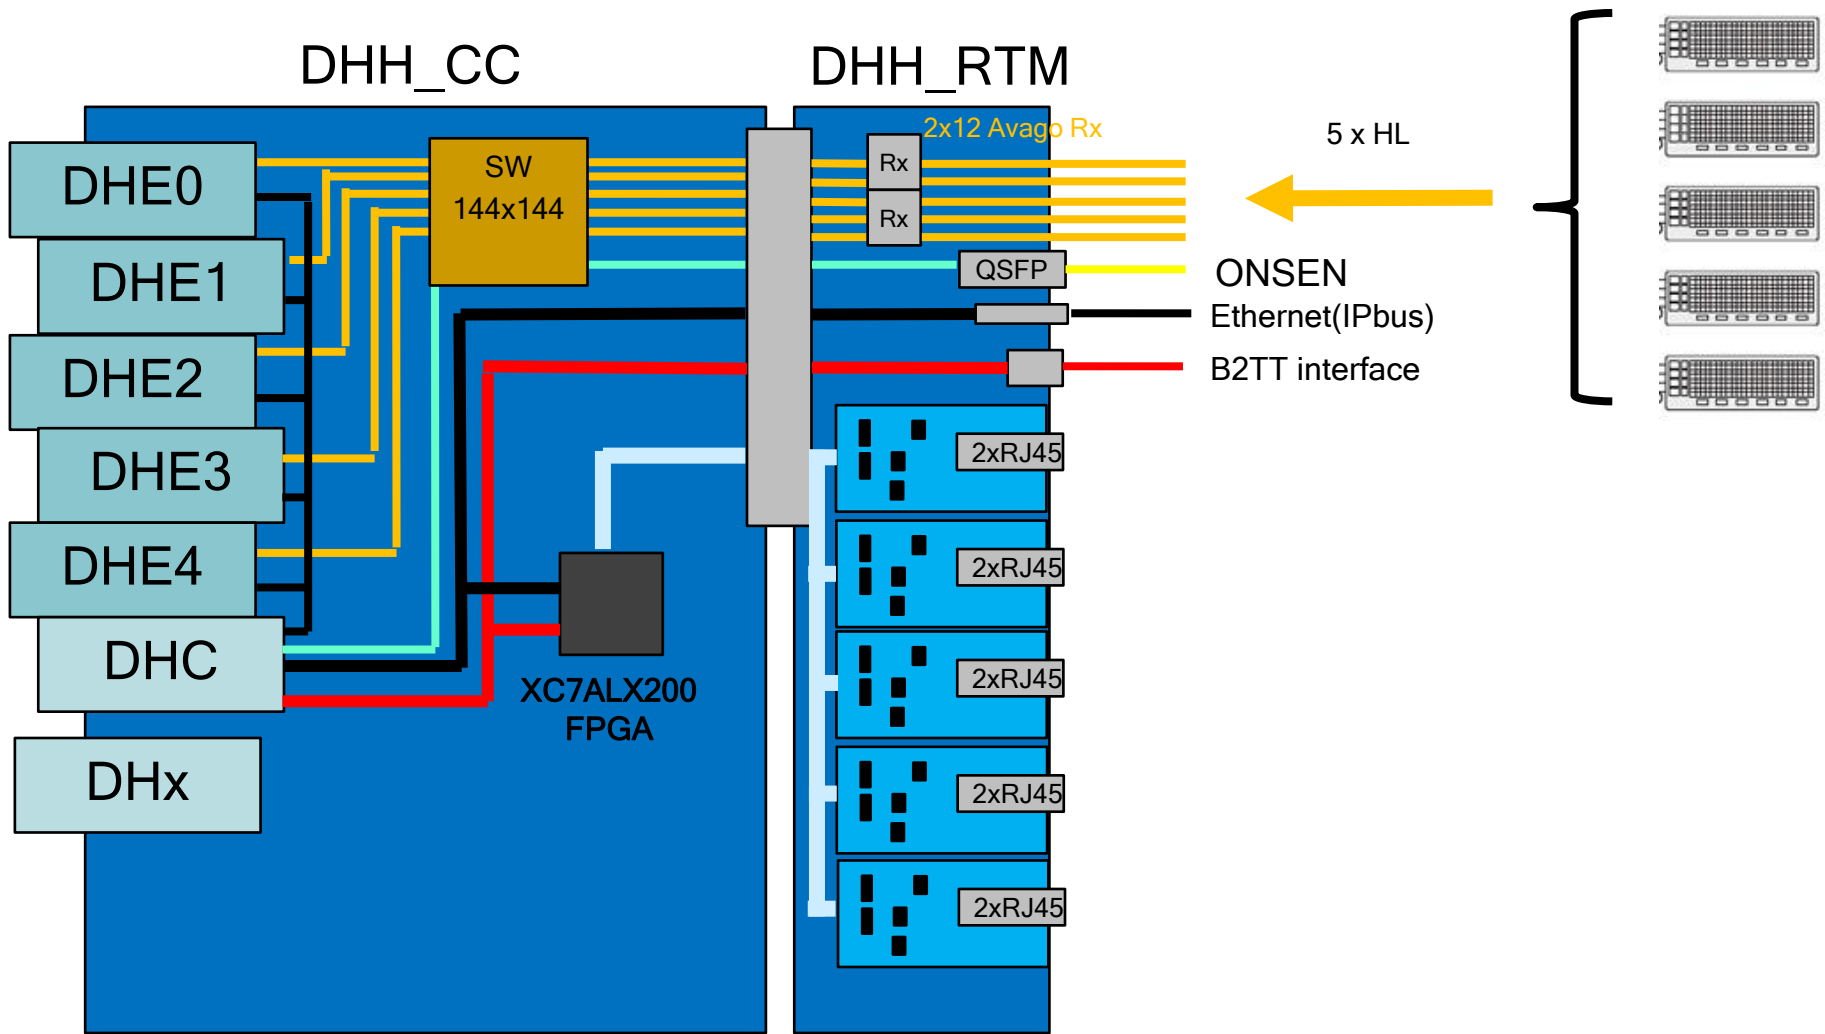 DHH_CC
DHH_RTM
2x12 Avago Rx
5 x HL
DHE0
SW
144x144
Rx
Rx
DHE1
QSFP
ONSEN
Ethernet(IPbus)
DHE2
B2TT interface
DHE3
2xRJ45
DHE4
2xRJ45
DHC
XC7ALX200
FPGA
2xRJ45
DHx
2xRJ45
2xRJ45